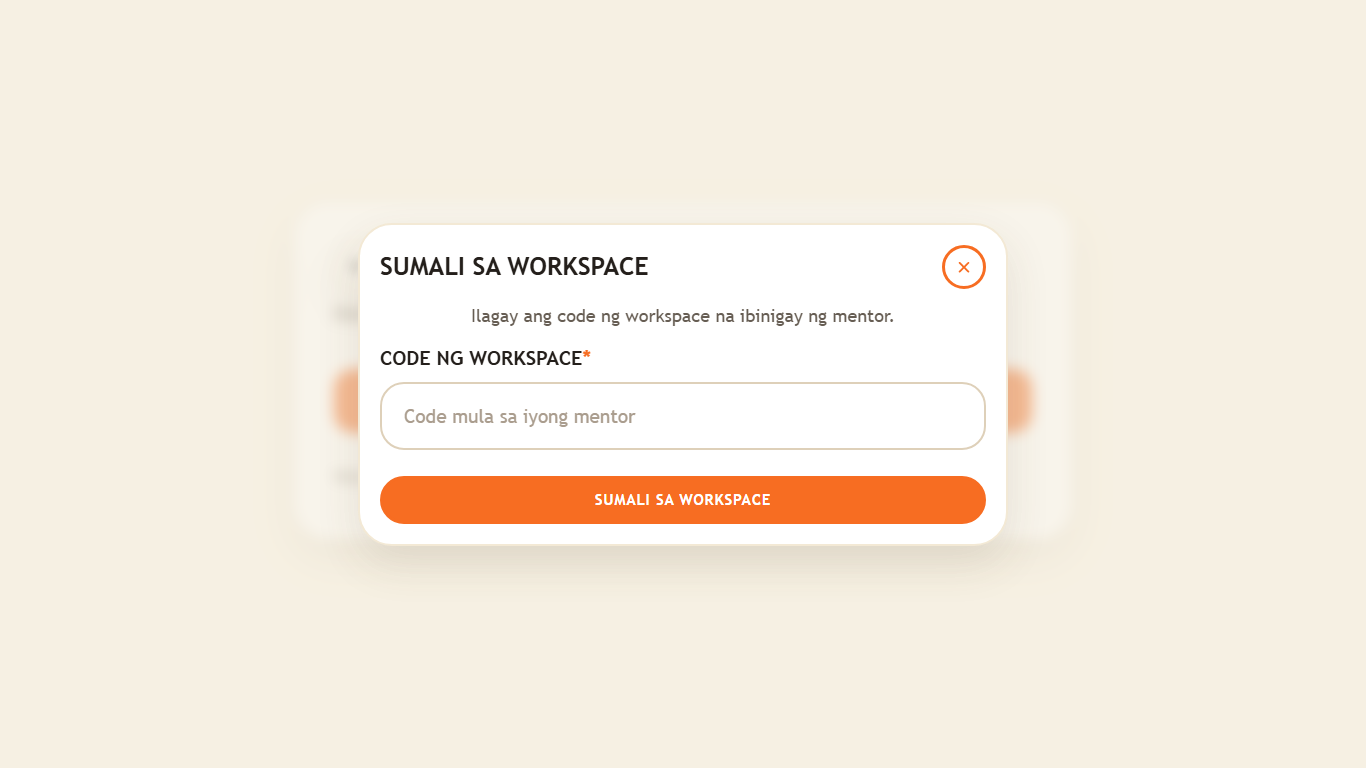 SUMALI SA WORKSPACE
Ilagay ang code ng workspace na ibinigay ng mentor.
CODE NG WORKSPACE*
Code mula sa iyong mentor
SUMALI SA WORKSPACE